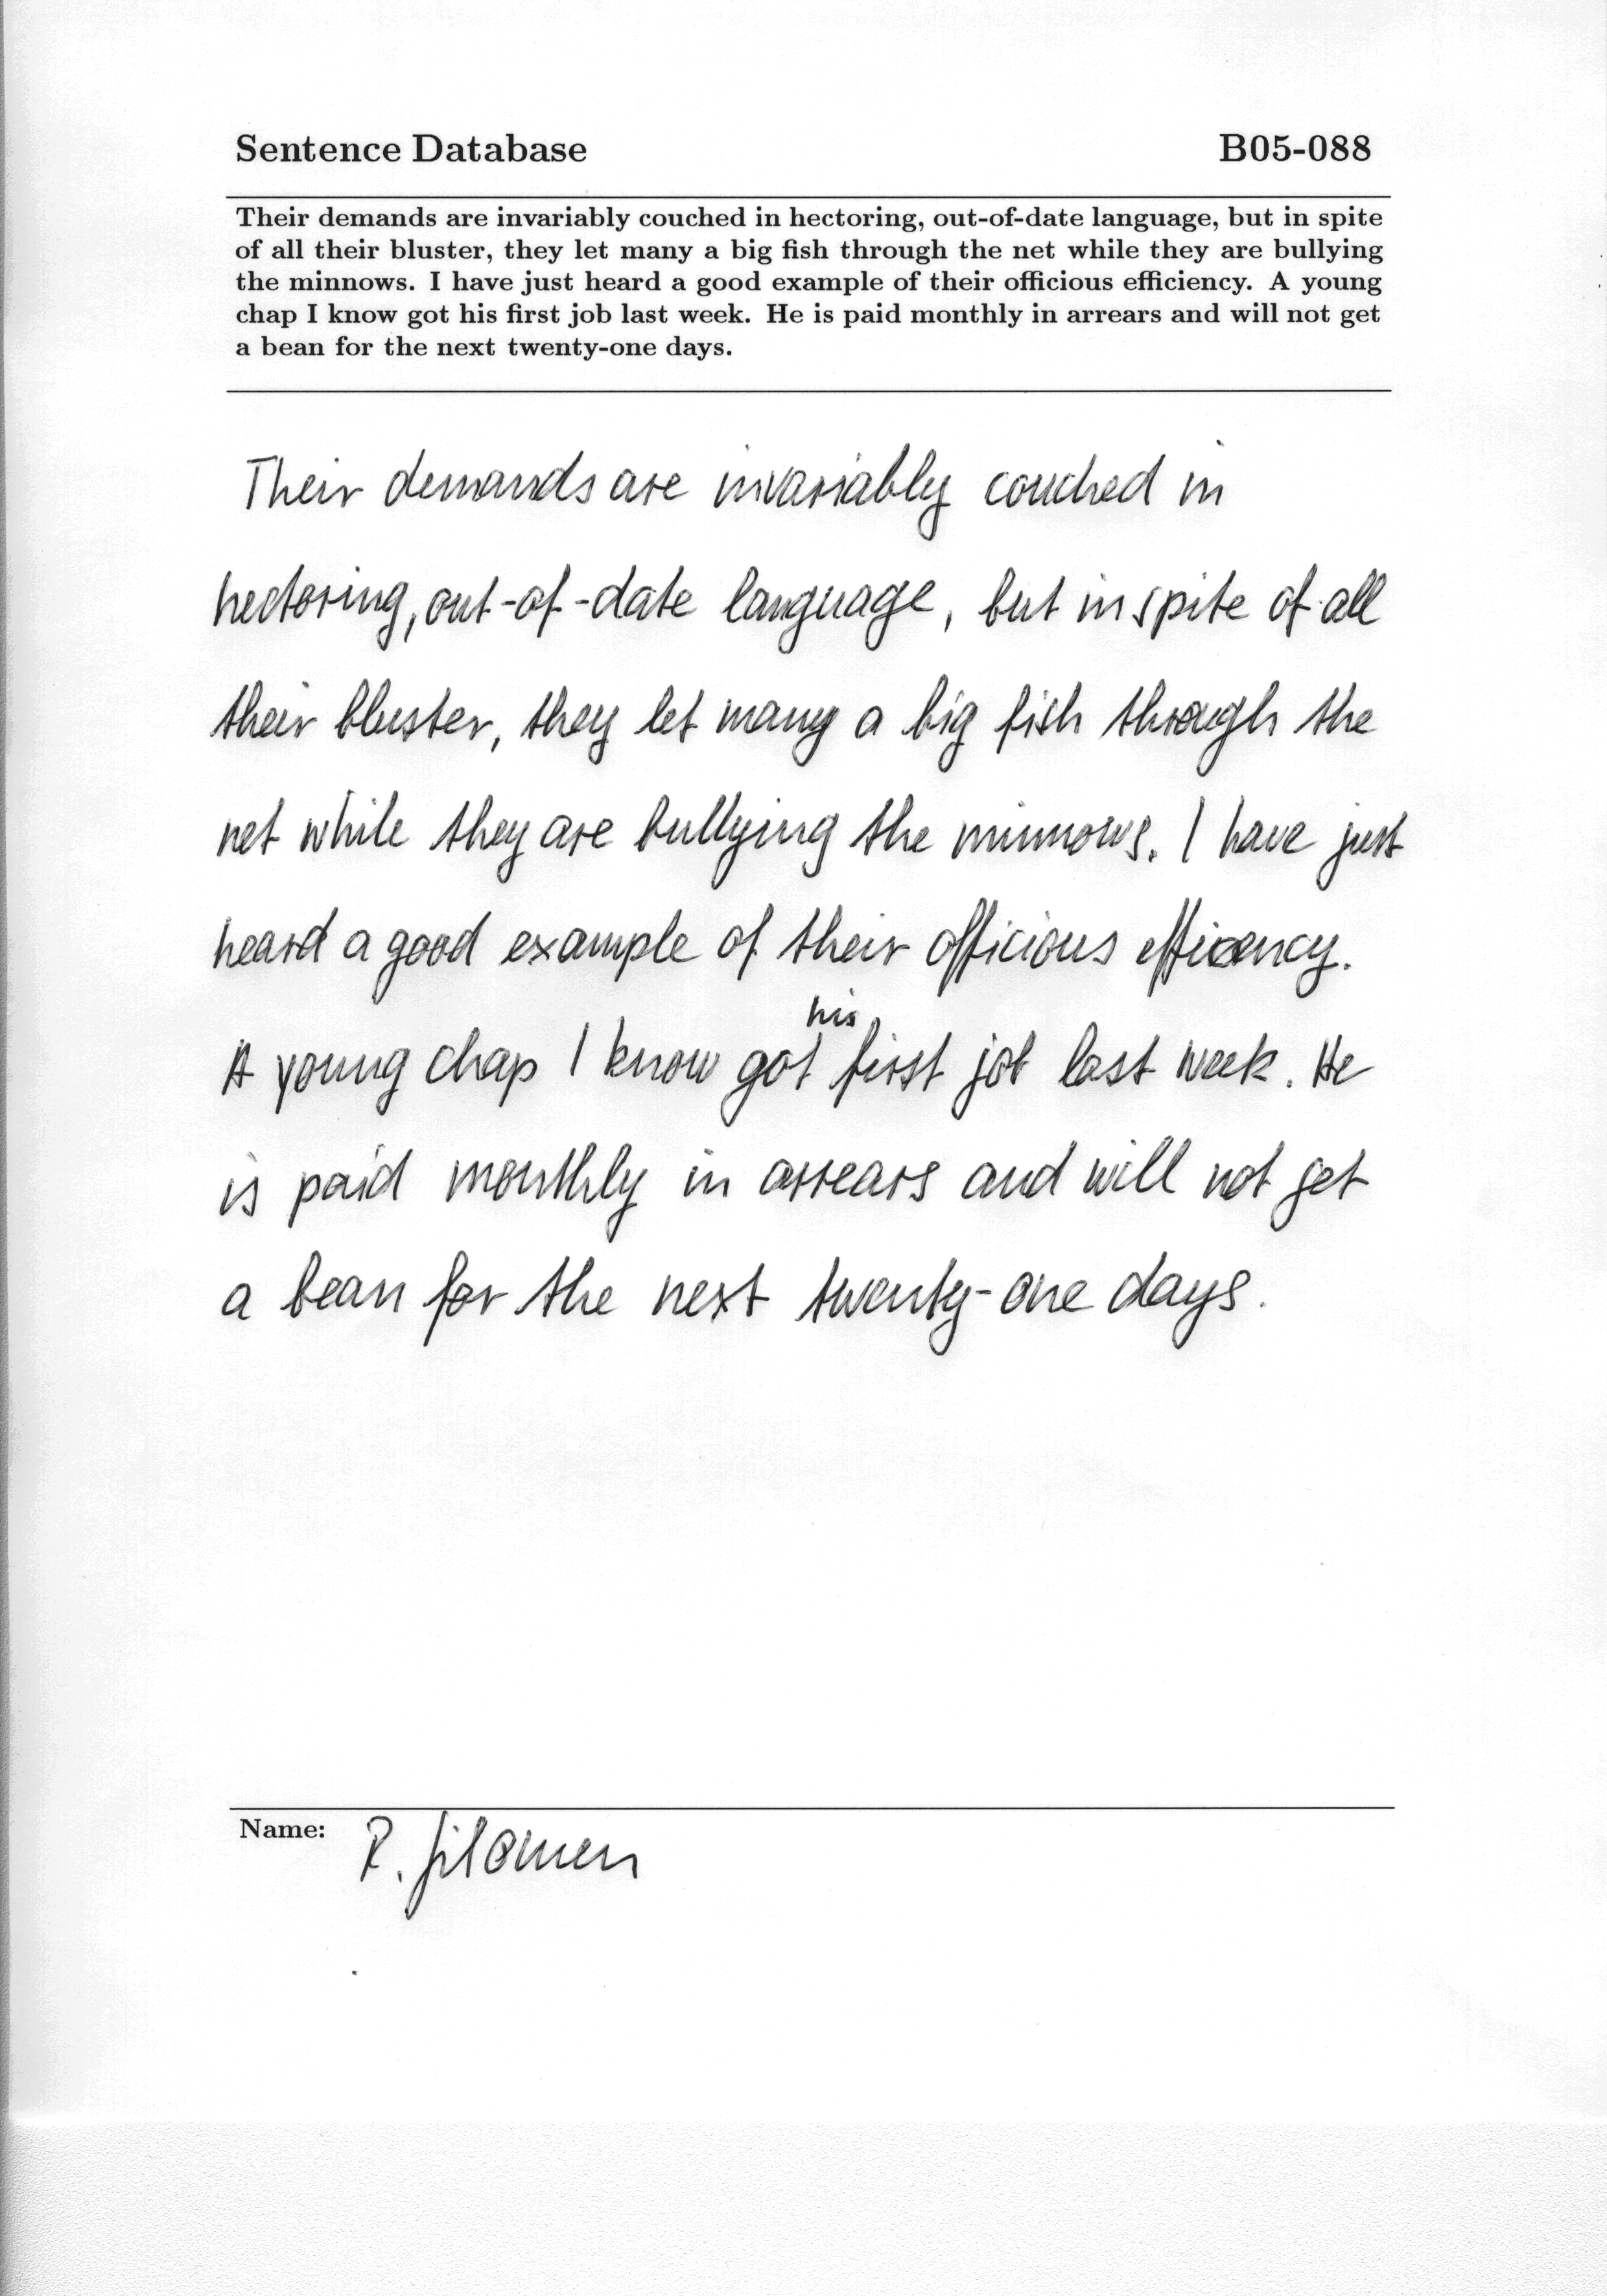 Sentence Database B05-088
Their demands are invariably couched in hectoring, out-of-date language, but in spite
of all their bluster, they let many a big fish through the net while they are bullying
the minnows. I have just heard a good example of their officious efficiency. A young
chap I know got his first job last week. He is paid monthly in arrears and will not get
a bean for the next twenty-one days.
Their demands are invariably couched in
hectoring, out-of-date language, but in spite of all
their bluster, they let many a big fish through the
net while they are bullying the minnows. I have just
heard a good example of their officious efficency.
his
A young chap I know got first job last week. He
is paid monthly in arrears and will not get
a bean for the next twenty-one days.
Name: R.